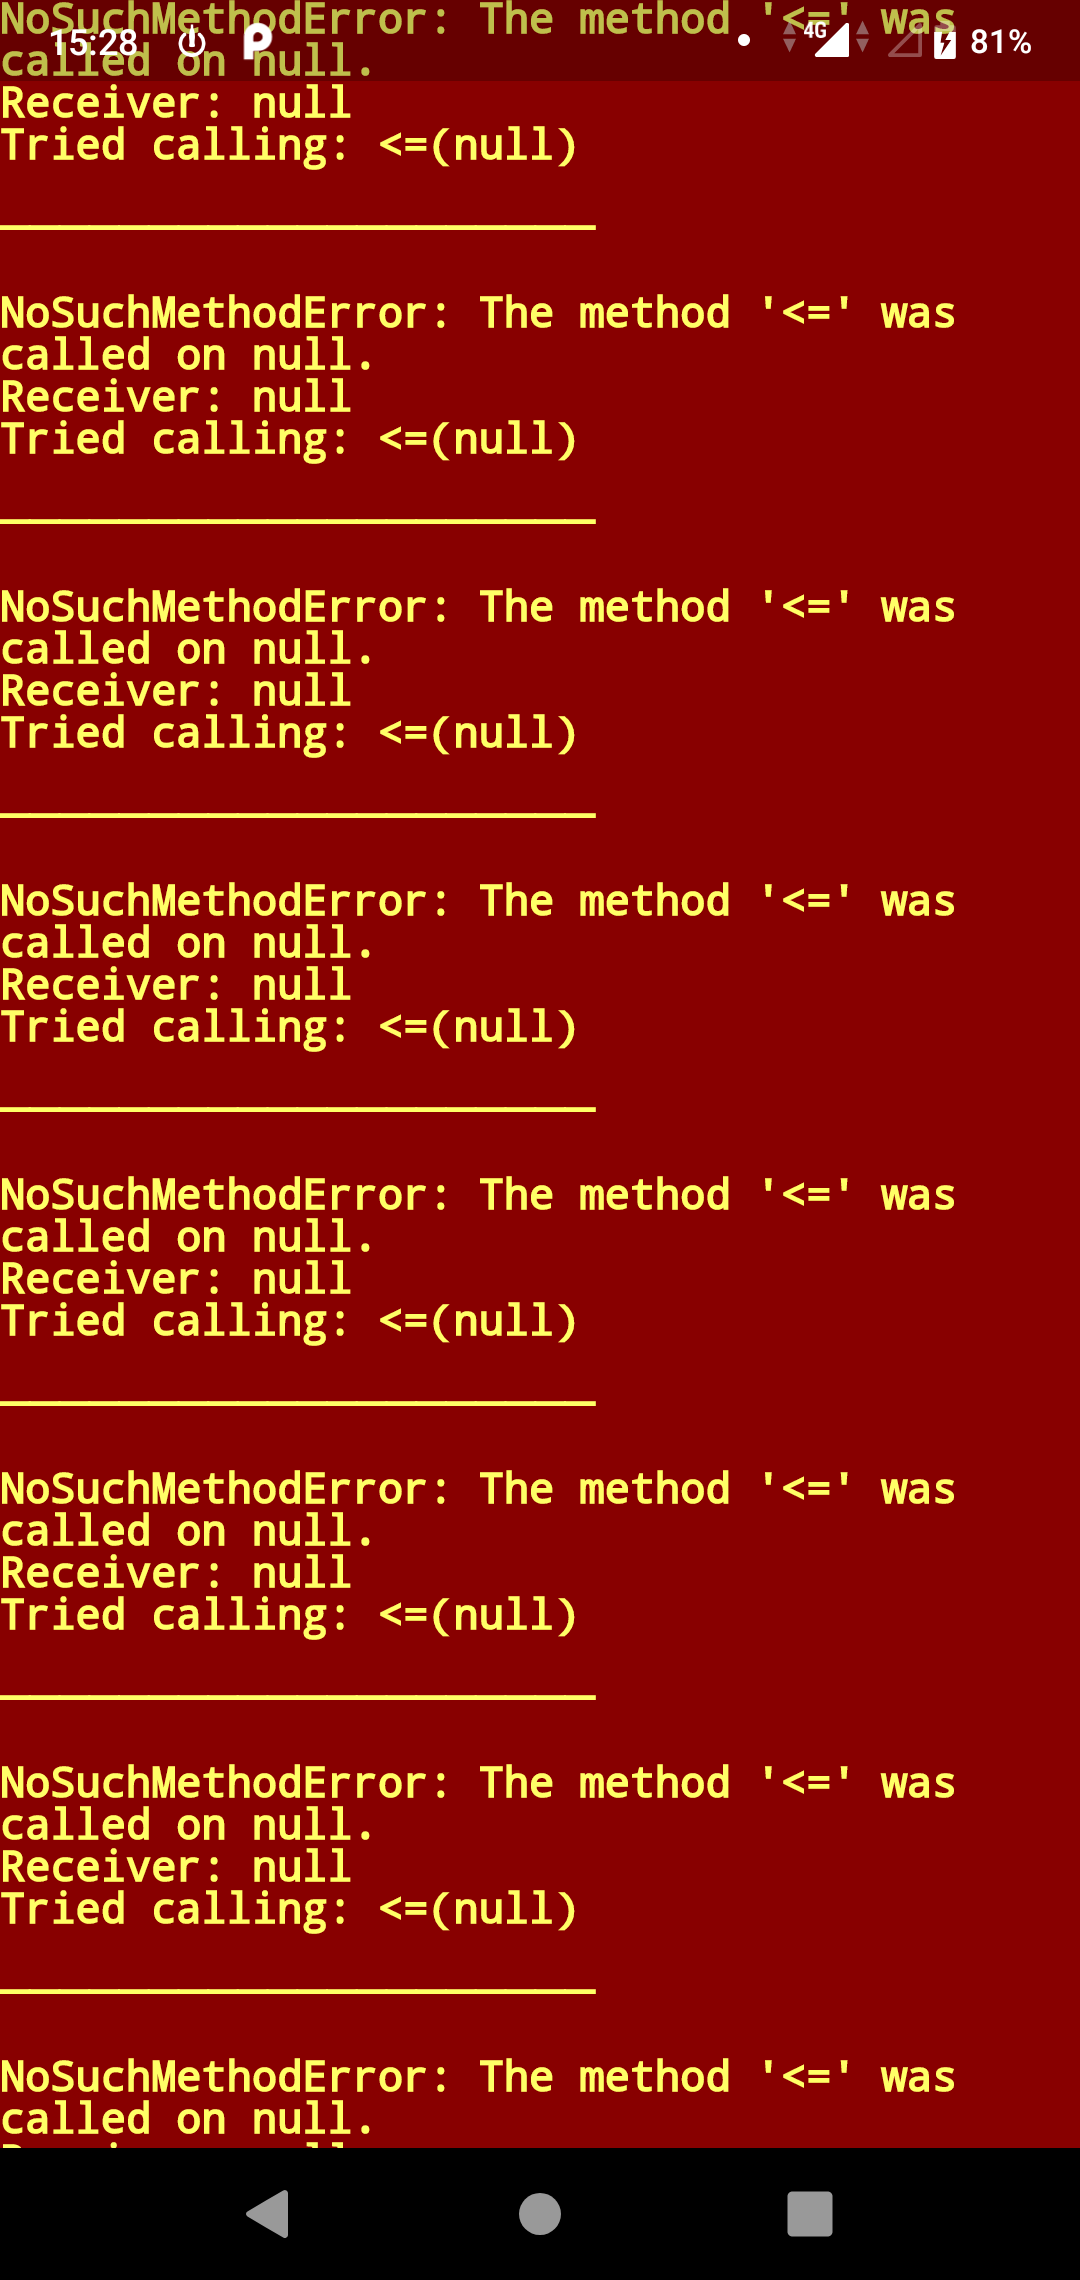 NoSuchMethodError: The method '<=' was
15:28
4G
81%
called on null.
Receiver: null
Tried calling: <=(null)
NoSuchMethodError: The method '<=' was
called on null.
Receiver: null
Tried calling: <=(null)
NoSuchMethodError: The method '<=' was
called on null.
Receiver: null
Tried calling: <=(null)
NoSuchMethodError: The method '<=' was
called on null.
Receiver: null
Tried calling: <=(null)
NoSuchMethodError: The method '<=' was
called on null.
Receiver: null
Tried calling: <=(null)
NoSuchMethodError: The method '<=' was
called on null.
Receiver: null
Tried calling: <=(null)
NoSuchMethodError: The method '<=' was
called on null.
Receiver: null
Tried calling: <=(null)
NoSuchMethodError: The method '<=' was
called on null.